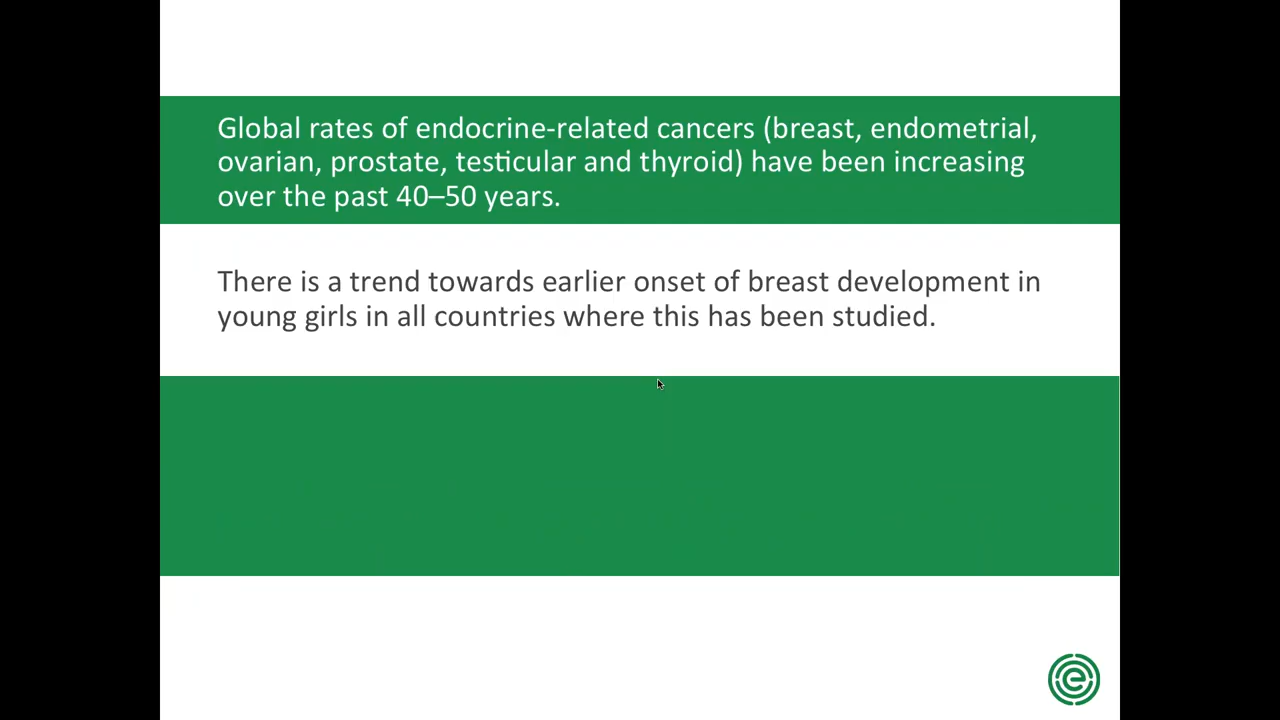 Global rates of endocrine-related cancers (breast, endometrial,
ovarian, prostate, testicular and thyroid) have been increasing
over the past 40–50 years.
There is a trend towards earlier onset of breast development in
young girls in all countries where this has been studied.
e